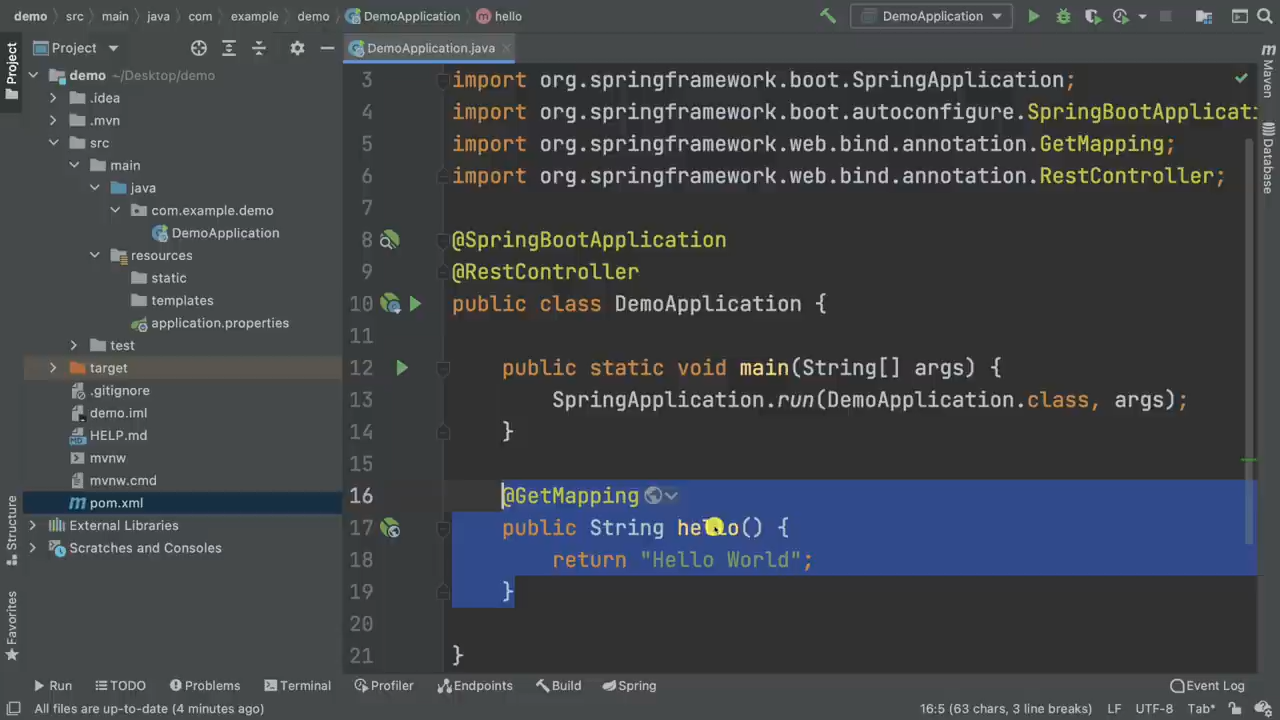 demo src main java com example demo DemoApplication hello DemoApplication
Project
DemoApplication.java
Project
demo ~/Desktop/demo
.idea
.mvn
src
main
java
com.example.demo
DemoApplication
resources
static
templates
application.properties
test
target
.gitignore
demo.iml
HELP.md
mvnw
mvnw.cmd
pom.xml
External Libraries
Scratches and Consoles
Structure
Favorites
3 import org.springframework.boot.SpringApplication;
4 import org.springframework.boot.autoconfigure.SpringBootApplicati
5 import org.springframework.web.bind.annotation.GetMapping;
6 import org.springframework.web.bind.annotation.RestController;
7
8 @SpringBootApplication
9 @RestController
10 public class DemoApplication {
11
12 public static void main(String[] args) {
13 SpringApplication.run(DemoApplication.class, args);
14 }
15
16 @GetMapping
17 public String hello() {
18 return "Hello World";
19 }
20
21 }
Maven
Database
Run TODO Problems Terminal Profiler Endpoints Build Spring Event Log
All files are up-to-date (4 minutes ago) 16:5 (63 chars, 3 line breaks) LF UTF-8 Tab*